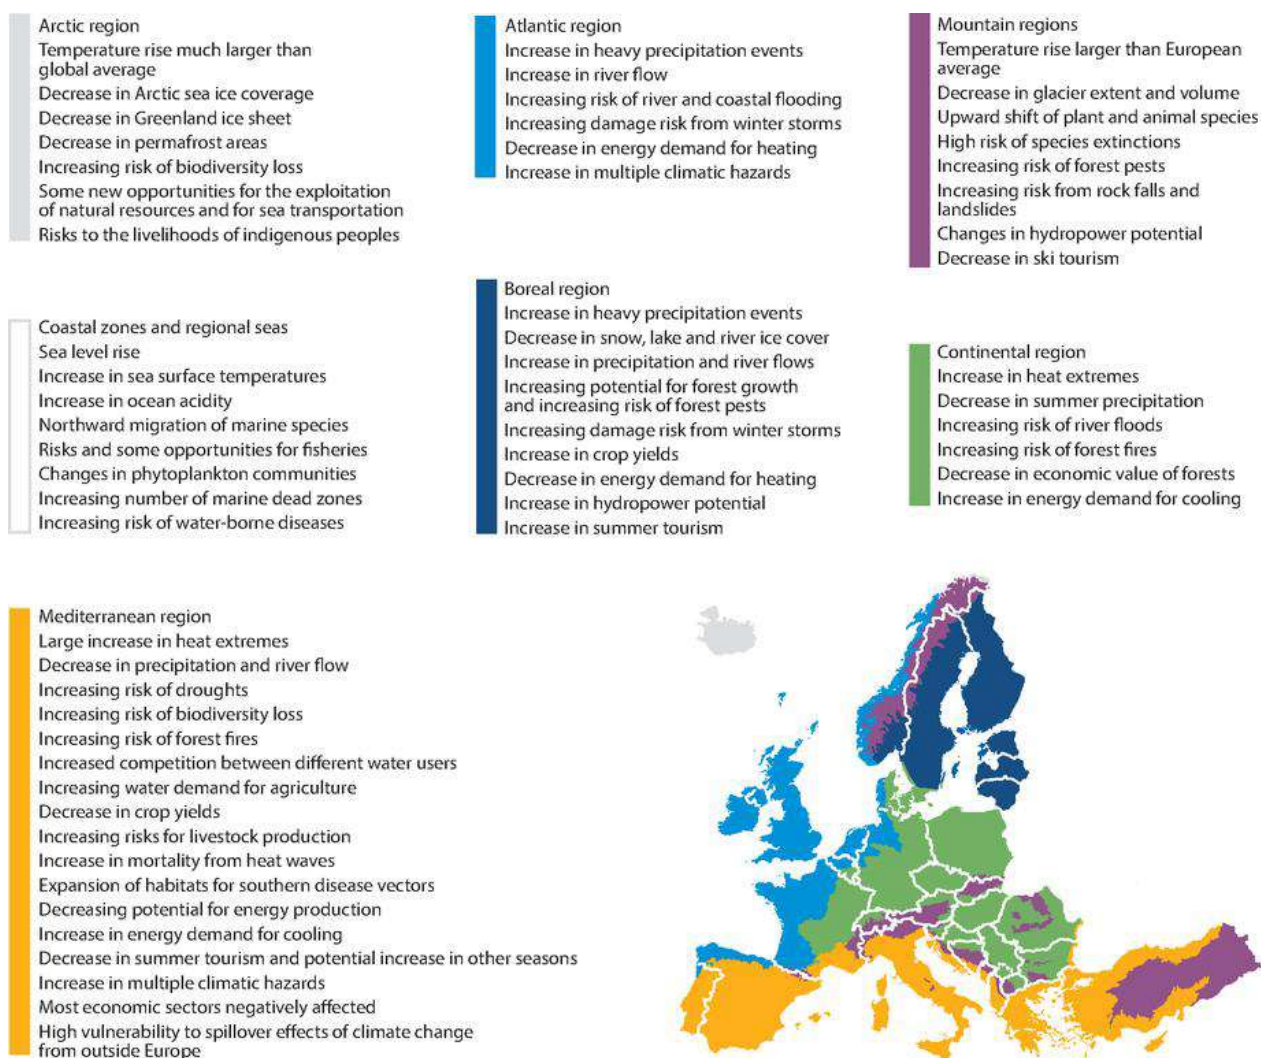 Arctic region
Temperature rise much larger than
global average
Decrease in Arctic sea ice coverage
Decrease in Greenland ice sheet
Decrease in permafrost areas
Increasing risk of biodiversity loss
Some new opportunities for the exploitation
of natural resources and for sea transportation
Risks to the livelihoods of indigenous peoples
Atlantic region
Increase in heavy precipitation events
Increase in river flow
Increasing risk of river and coastal flooding
Increasing damage risk from winter storms
Decrease in energy demand for heating
Increase in multiple climatic hazards
Mountain regions
Temperature rise larger than European
average
Decrease in glacier extent and volume
Upward shift of plant and animal species
High risk of species extinctions
Increasing risk of forest pests
Increasing risk from rock falls and
landslides
Changes in hydropower potential
Decrease in ski tourism
Coastal zones and regional seas
Sea level rise
Increase in sea surface temperatures
Increase in ocean acidity
Northward migration of marine species
Risks and some opportunities for fisheries
Changes in phytoplankton communities
Increasing number of marine dead zones
Increasing risk of water-borne diseases
Boreal region
Increase in heavy precipitation events
Decrease in snow, lake and river ice cover
Increase in precipitation and river flows
Increasing potential for forest growth
and increasing risk of forest pests
Increasing damage risk from winter storms
Increase in crop yields
Decrease in energy demand for heating
Increase in hydropower potential
Increase in summer tourism
Continental region
Increase in heat extremes
Decrease in summer precipitation
Increasing risk of river floods
Increasing risk of forest fires
Decrease in economic value of forests
Increase in energy demand for cooling
Mediterranean region
Large increase in heat extremes
Decrease in precipitation and river flow
Increasing risk of droughts
Increasing risk of biodiversity loss
Increasing risk of forest fires
Increased competition between different water users
Increasing water demand for agriculture
Decrease in crop yields
Increasing risks for livestock production
Increase in mortality from heat waves
Expansion of habitats for southern disease vectors
Decreasing potential for energy production
Increase in energy demand for cooling
Decrease in summer tourism and potential increase in other seasons
Increase in multiple climatic hazards
Most economic sectors negatively affected
High vulnerability to spillover effects of climate change
from outside Europe